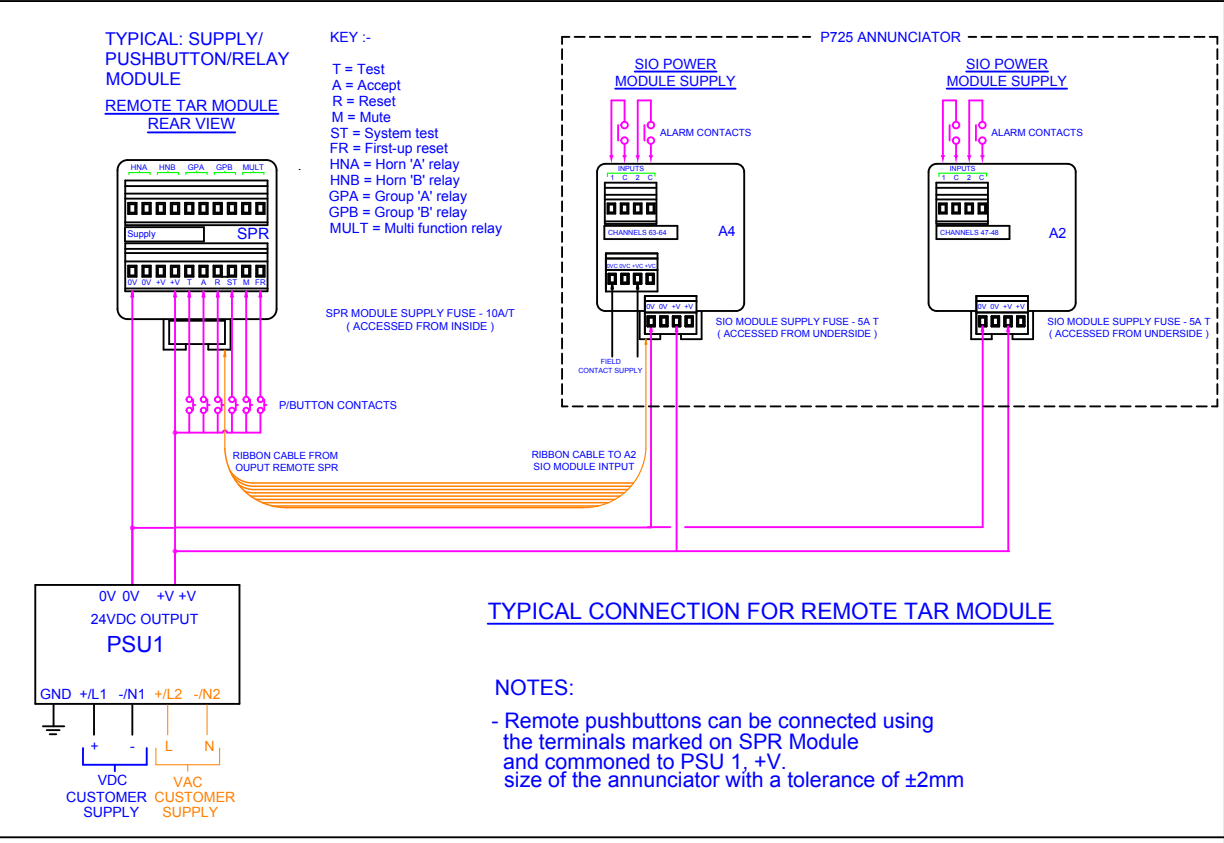 TYPICAL: SUPPLY/
PUSHBUTTON/RELAY
MODULE
REMOTE TAR MODULE
REAR VIEW
HNA HNB GPA GPB MULT
Supply
SPR
0V 0V +V +V T A R ST M FR
KEY :-
T = Test
A = Accept
R = Reset
M = Mute
ST = System test
FR = First-up reset
HNA = Horn 'A' relay
HNB = Horn 'B' relay
GPA = Group 'A' relay
GPB = Group 'B' relay
MULT = Multi function relay
SPR MODULE SUPPLY FUSE - 10A/T
( ACCESSED FROM INSIDE )
P725 ANNUNCIATOR
SIO POWER
MODULE SUPPLY
ALARM CONTACTS
INPUTS
1 C 2 C
CHANNELS 63-64
A4
0VC 0VC +VC +VC
0V 0V +V +V
FIELD
CONTACT SUPPLY
SIO MODULE SUPPLY FUSE - 5A T
( ACCESSED FROM UNDERSIDE )
SIO POWER
MODULE SUPPLY
ALARM CONTACTS
INPUTS
1 C 2 C
CHANNELS 47-48
A2
0V 0V +V +V
SIO MODULE SUPPLY FUSE - 5A T
( ACCESSED FROM UNDERSIDE )
P/BUTTON CONTACTS
RIBBON CABLE FROM
OUPUT REMOTE SPR
RIBBON CABLE TO A2
SIO MODULE INTPUT
0V 0V +V +V
24VDC OUTPUT
PSU1
GND +/L1 -/N1 +/L2 -/N2
+ - L N
VDC
CUSTOMER
SUPPLY
VAC
CUSTOMER
SUPPLY
TYPICAL CONNECTION FOR REMOTE TAR MODULE
NOTES:
- Remote pushbuttons can be connected using
the terminals marked on SPR Module
and commoned to PSU 1, +V.
size of the annunciator with a tolerance of ±2mm